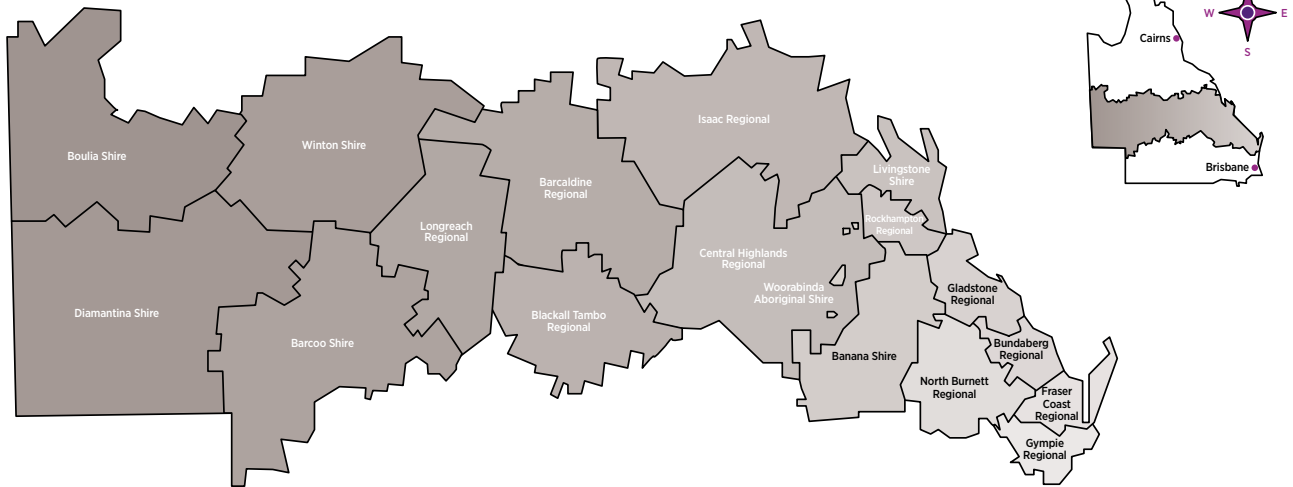 W
E
S
Cairns
Brisbane
Boulia Shire
Winton Shire
Isaac Regional
Livingstone
Shire
Barcaldine
Regional
Rockhampton
Regional
Longreach
Regional
Central Highlands
Regional
Woorabinda
Aboriginal Shire
Gladstone
Regional
Diamantina Shire
Blackall Tambo
Regional
Barcoo Shire
Banana Shire
Bundaberg
Regional
North Burnett
Regional
Fraser
Coast
Regional
Gympie
Regional